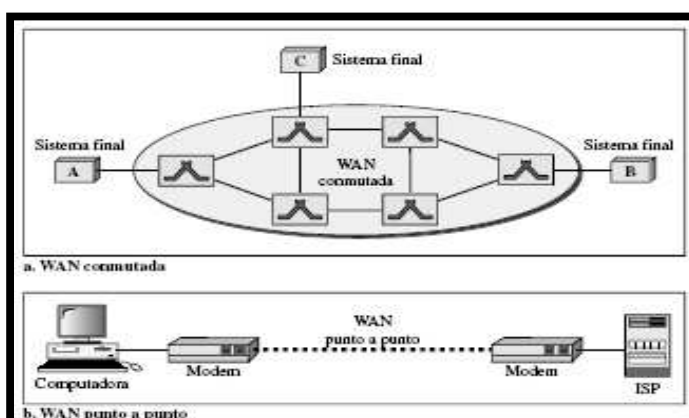 C Sistema final
Sistema final
A
WAN
conmutada
Sistema final
B
a. WAN conmutada
WAN
punto a punto
Computadora
Modem
Modem
ISP
b. WAN punto a punto